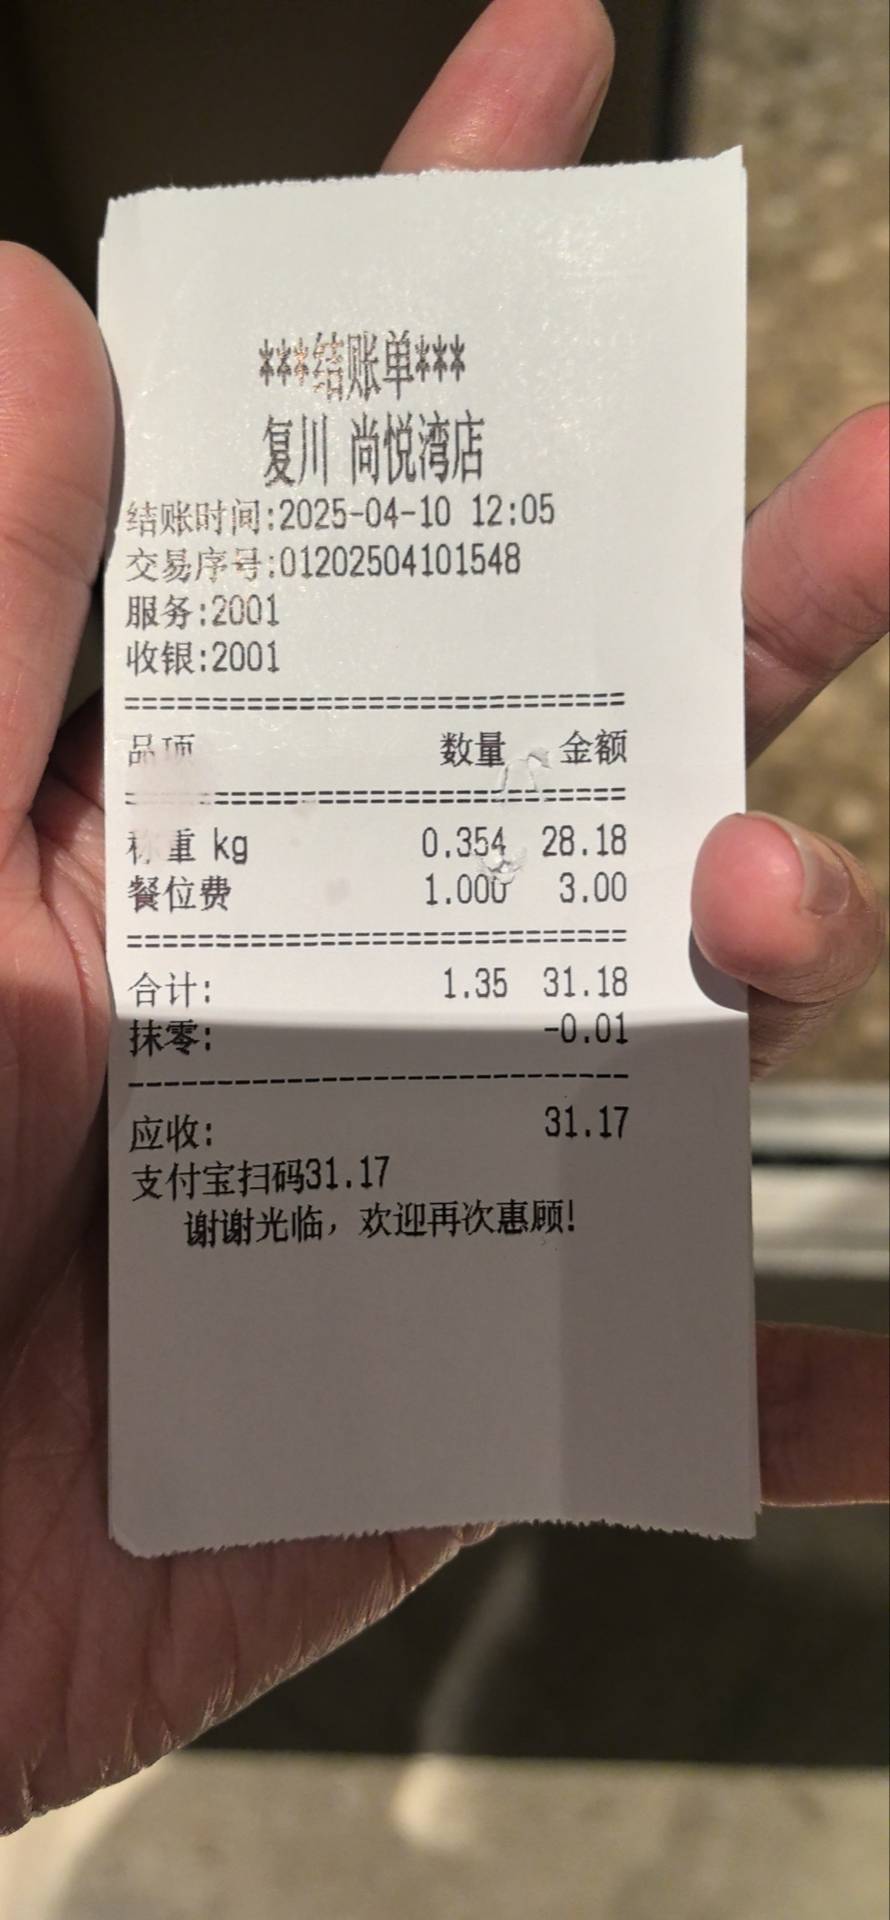 ***结账单***
复川 尚悦湾店
结账时间:2025-04-10 12:05
交易序号:01202504101548
服务:2001
收银:2001
============================
品项 数量 金额
============================
称重 kg 0.354 28.18
餐位费 1.000 3.00
============================
合计: 1.35 31.18
抹零: -0.01
----------------------------
应收: 31.17
支付宝扫码31.17
谢谢光临，欢迎再次惠顾!